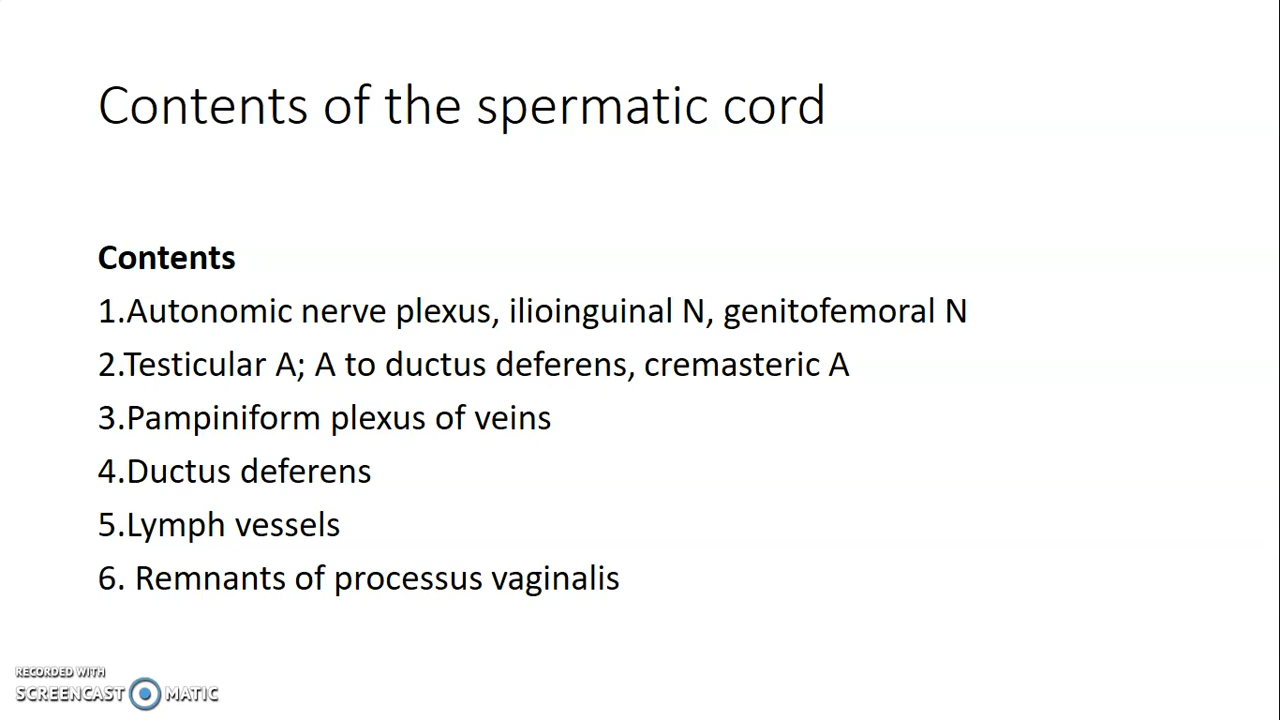 Contents of the spermatic cord
Contents
1.Autonomic nerve plexus, ilioinguinal N, genitofemoral N
2.Testicular A; A to ductus deferens, cremasteric A
3.Pampiniform plexus of veins
4.Ductus deferens
5.Lymph vessels
6. Remnants of processus vaginalis
RECORDED WITH
SCREENCAST MATIC